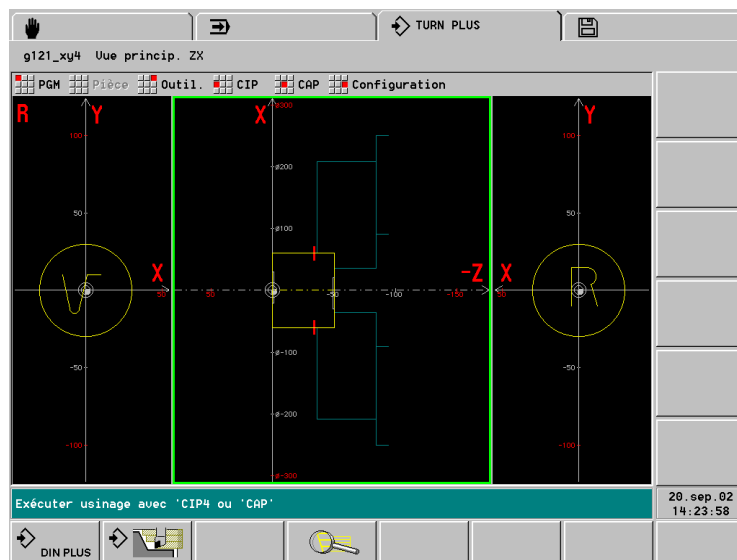 TURN PLUS
g121_xy4 Vue princip. ZX
PGM Pièce Outil. CIP CAP Configuration
R Y X ø300 Y
100 100
ø200
50 ø100 50
X -Z X
50 50 -50 -100 -150 50
-50 ø-100 -50
ø-200
-100 -100
ø-300
Exécuter usinage avec 'CIP4 ou 'CAP'
20.sep.02
14:23:58
DIN PLUS